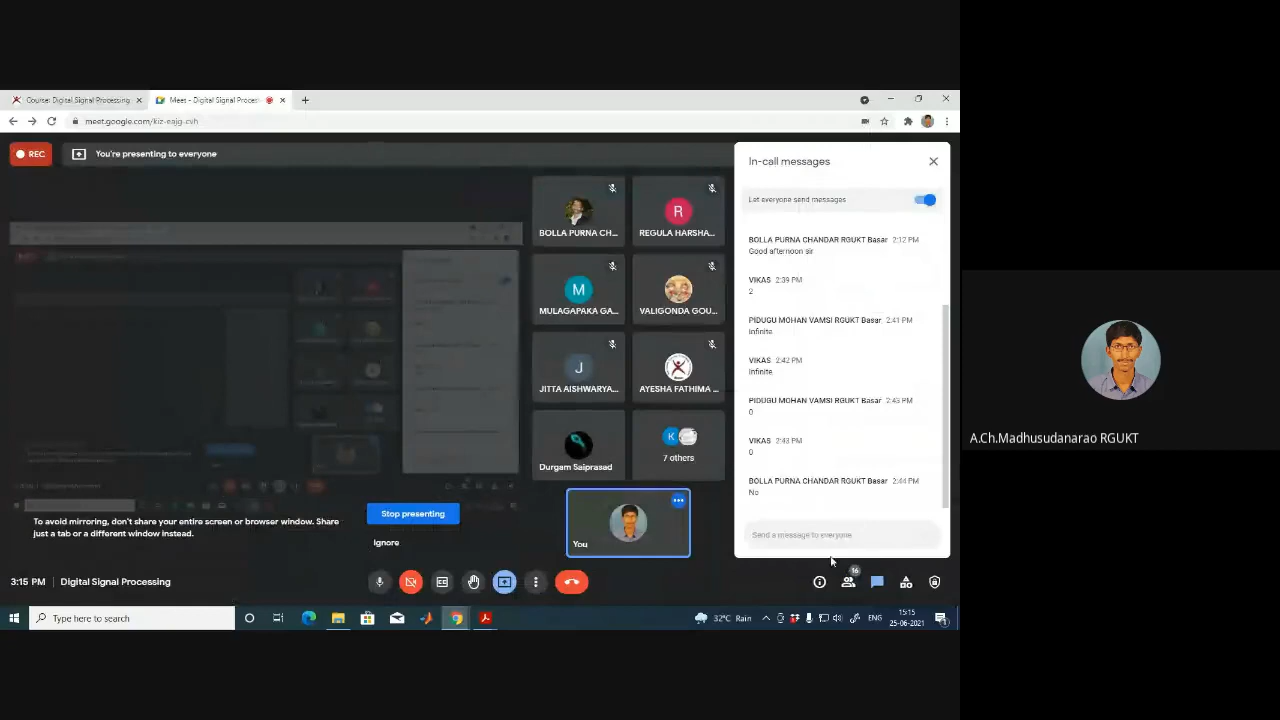 Course: Digital Signal Processing
Meet - Digital Signal Proces
meet.google.com/kiz-eajg-cvh
REC
You're presenting to everyone
In-call messages
Let everyone send messages
BOLLA PURNA CHANDAR RGUKT Basar 2:12 PM
Good afternoon sir
VIKAS 2:39 PM
2
PIDUGU MOHAN VAMSI RGUKT Basar 2:41 PM
Infinite
VIKAS 2:42 PM
Infinite
PIDUGU MOHAN VAMSI RGUKT Basar 2:43 PM
0
VIKAS 2:43 PM
0
BOLLA PURNA CHANDAR RGUKT Basar 2:44 PM
No
Send a message to everyone
BOLLA PURNA CH...
R
REGULA HARSHA...
M
MULAGAPAKA GA...
VALIGONDA GOU...
J
JITTA AISHWARYA...
AYESHA FATHIMA ...
Durgam Saiprasad
K
7 others
You
To avoid mirroring, don't share your entire screen or browser window. Share
just a tab or a different window instead.
Stop presenting
Ignore
3:15 PM | Digital Signal Processing
16
Type here to search
32°C Rain
ENG
15:15
25-06-2021
A.Ch.Madhusudanarao RGUKT